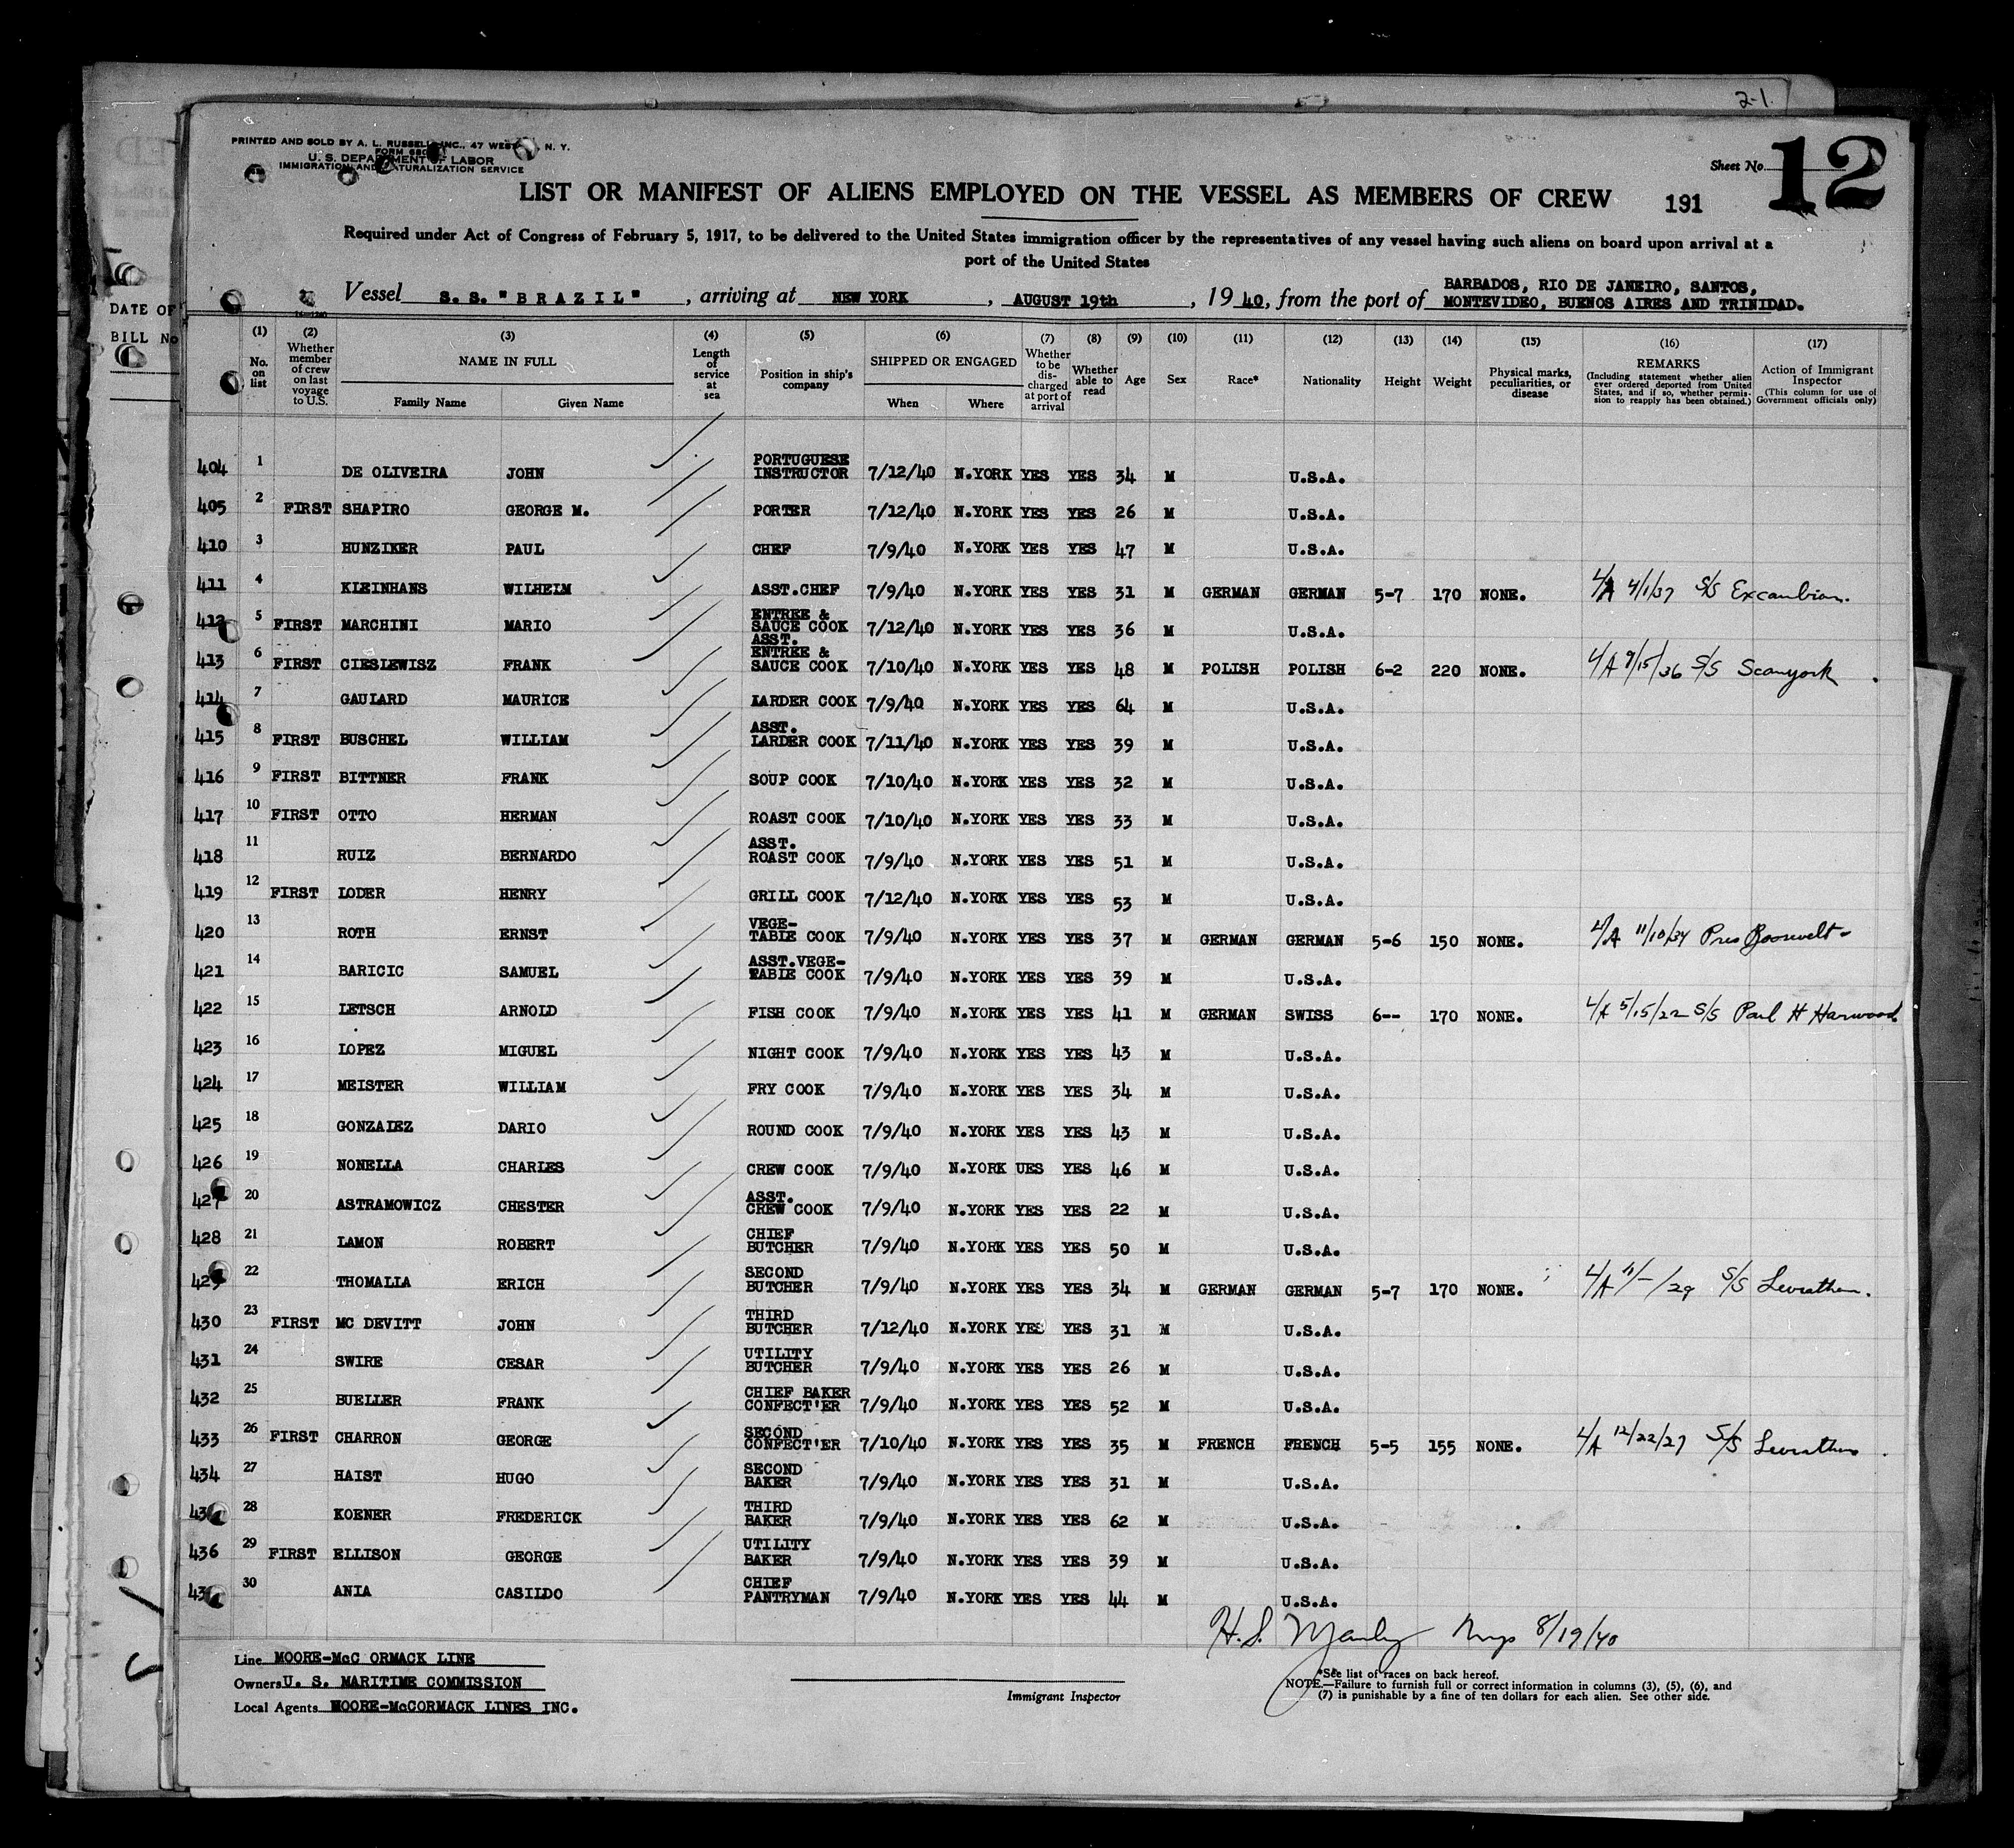 2-1
PRINTED AND SOLD BY A. L. RUSSELL, INC., 47 WEST N. Y.
FORM 680
U. S. DEPARTMENT OF LABOR
IMMIGRATION AND NATURALIZATION SERVICE
Sheet No. 12
LIST OR MANIFEST OF ALIENS EMPLOYED ON THE VESSEL AS MEMBERS OF CREW 191
Required under Act of Congress of February 5, 1917, to be delivered to the United States immigration officer by the representatives of any vessel having such aliens on board upon arrival at a
port of the United States
Vessel S. S. "BRAZIL", arriving at NEW YORK, AUGUST 19th, 1940, from the port of BARBADOS, RIO DE JANEIRO, SANTOS,
MONTEVIDEO, BUENOS AIRES AND TRINIDAD.
DATE OF
BILL No
(1) No. on list
(2) Whether member of crew on last voyage to U.S.
(3) NAME IN FULL Family Name Given Name
(4) Length of service at sea
(5) Position in ship's company
(6) SHIPPED OR ENGAGED When Where
(7) Whether to be discharged at port of arrival
(8) Whether able to read
(9) Age
(10) Sex
(11) Race*
(12) Nationality
(13) Height
(14) Weight
(15) Physical marks, peculiarities, or disease
(16) REMARKS (Including statement whether alien ever ordered deported from United States, and if so, whether permission to reapply has been obtained.)
(17) Action of Immigrant Inspector (This column for use of Government officials only)
404 1 DE OLIVEIRA JOHN PORTUGUESE INSTRUCTOR 7/12/40 N.YORK YES YES 34 M U.S.A.
405 2 FIRST SHAPIRO GEORGE M. PORTER 7/12/40 N.YORK YES YES 26 M U.S.A.
410 3 HUNZIKER PAUL CHEF 7/9/40 N.YORK YES YES 47 M U.S.A.
411 4 KLEINHANS WILHELM ASST.CHEF 7/9/40 N.YORK YES YES 31 M GERMAN GERMAN 5-7 170 NONE. 4/A 4/1/37 S/S Excambion.
412 5 FIRST MARCHINI MARIO ENTREE & SAUCE COOK 7/12/40 N.YORK YES YES 36 M U.S.A.
413 6 FIRST CIESLEWISZ FRANK ASST. ENTREE & SAUCE COOK 7/10/40 N.YORK YES YES 48 M POLISH POLISH 6-2 220 NONE. 4/A 9/15/36 S/S Scanyork.
414 7 GAULARD MAURICE LARDER COOK 7/9/40 N.YORK YES YES 64 M U.S.A.
415 8 FIRST BUSCHEL WILLIAM ASST. LARDER COOK 7/11/40 N.YORK YES YES 39 M U.S.A.
416 9 FIRST BITTNER FRANK SOUP COOK 7/10/40 N.YORK YES YES 32 M U.S.A.
417 10 FIRST OTTO HERMAN ROAST COOK 7/10/40 N.YORK YES YES 33 M U.S.A.
418 11 RUIZ BERNARDO ASST. ROAST COOK 7/9/40 N.YORK YES YES 51 M U.S.A.
419 12 FIRST LODER HENRY GRILL COOK 7/12/40 N.YORK YES YES 53 M U.S.A.
420 13 ROTH ERNST VEGE-TABLE COOK 7/9/40 N.YORK YES YES 37 M GERMAN GERMAN 5-6 150 NONE. 4/A 11/10/34 Pres Roosevelt
421 14 BARICIC SAMUEL ASST.VEGE-TABLE COOK 7/9/40 N.YORK YES YES 39 M U.S.A.
422 15 LETSCH ARNOLD FISH COOK 7/9/40 N.YORK YES YES 41 M GERMAN SWISS 6-- 170 NONE. 4/A 5/15/22 S/S Paul H Harwood
423 16 LOPEZ MIGUEL NIGHT COOK 7/9/40 N.YORK YES YES 43 M U.S.A.
424 17 MEISTER WILLIAM FRY COOK 7/9/40 N.YORK YES YES 34 M U.S.A.
425 18 GONZALEZ DARIO ROUND COOK 7/9/40 N.YORK YES YES 43 M U.S.A.
426 19 NONELLA CHARLES CREW COOK 7/9/40 N.YORK UES YES 46 M U.S.A.
427 20 ASTRAMOWICZ CHESTER ASST. CREW COOK 7/9/40 N.YORK YES YES 22 M U.S.A.
428 21 LAMON ROBERT CHIEF BUTCHER 7/9/40 N.YORK YES YES 50 M U.S.A.
429 22 THOMALLA ERICH SECOND BUTCHER 7/9/40 N.YORK YES YES 34 M GERMAN GERMAN 5-7 170 NONE. 4/A 11/-/29 S/S Leviathan.
430 23 FIRST MC DEVITT JOHN THIRD BUTCHER 7/12/40 N.YORK YES YES 31 M U.S.A.
431 24 SWIRE CESAR UTILITY BUTCHER 7/9/40 N.YORK YES YES 26 M U.S.A.
432 25 BUELLER FRANK CHIEF BAKER CONFECT'ER 7/9/40 N.YORK YES YES 52 M U.S.A.
433 26 FIRST CHARRON GEORGE SECOND CONFECT'ER 7/10/40 N.YORK YES YES 35 M FRENCH FRENCH 5-5 155 NONE. 4/A 12/22/27 S/S Leviathan.
434 27 HAIST HUGO SECOND BAKER 7/9/40 N.YORK YES YES 31 M U.S.A.
43 28 KOENER FREDERICK THIRD BAKER 7/9/40 N.YORK YES YES 62 M U.S.A.
436 29 FIRST ELLISON GEORGE UTILITY BAKER 7/9/40 N.YORK YES YES 39 M U.S.A.
43 30 ANIA CASILDO CHIEF PANTRYMAN 7/9/40 N.YORK YES YES 44 M U.S.A.
H. S. Manly Insp 8/19/40
Line MOORE-McC ORMACK LINE
Owners U. S. MARITIME COMMISSION
Local Agents MOORE-McCORMACK LINES INC.
Immigrant Inspector
*See list of races on back hereof.
NOTE.—Failure to furnish full or correct information in columns (3), (5), (6), and
(7) is punishable by a fine of ten dollars for each alien. See other side.